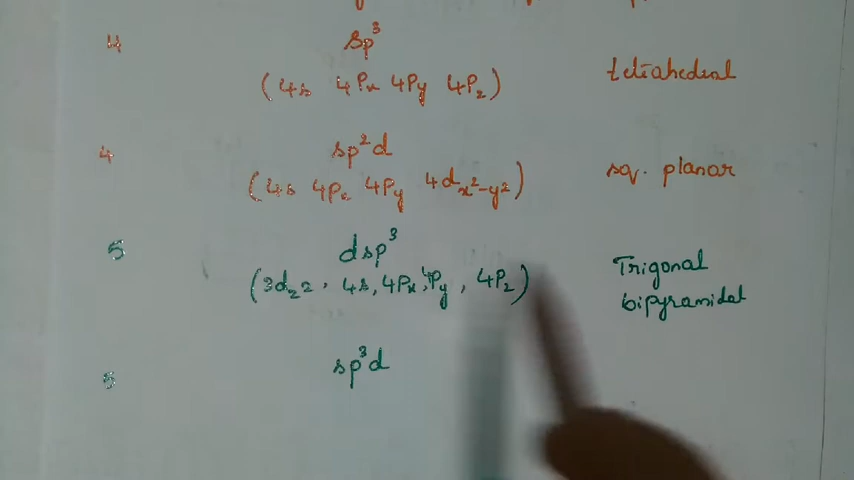 4 sp³ tetrahedral
(4s 4Px 4Py 4Pz)
4 sp²d sq. planar
(4s 4Px 4Py 4dx²-y²)
5 dsp³ Trigonal
(3dz², 4s, 4Px, 4Py, 4Pz) bipyramidal
5 sp³d